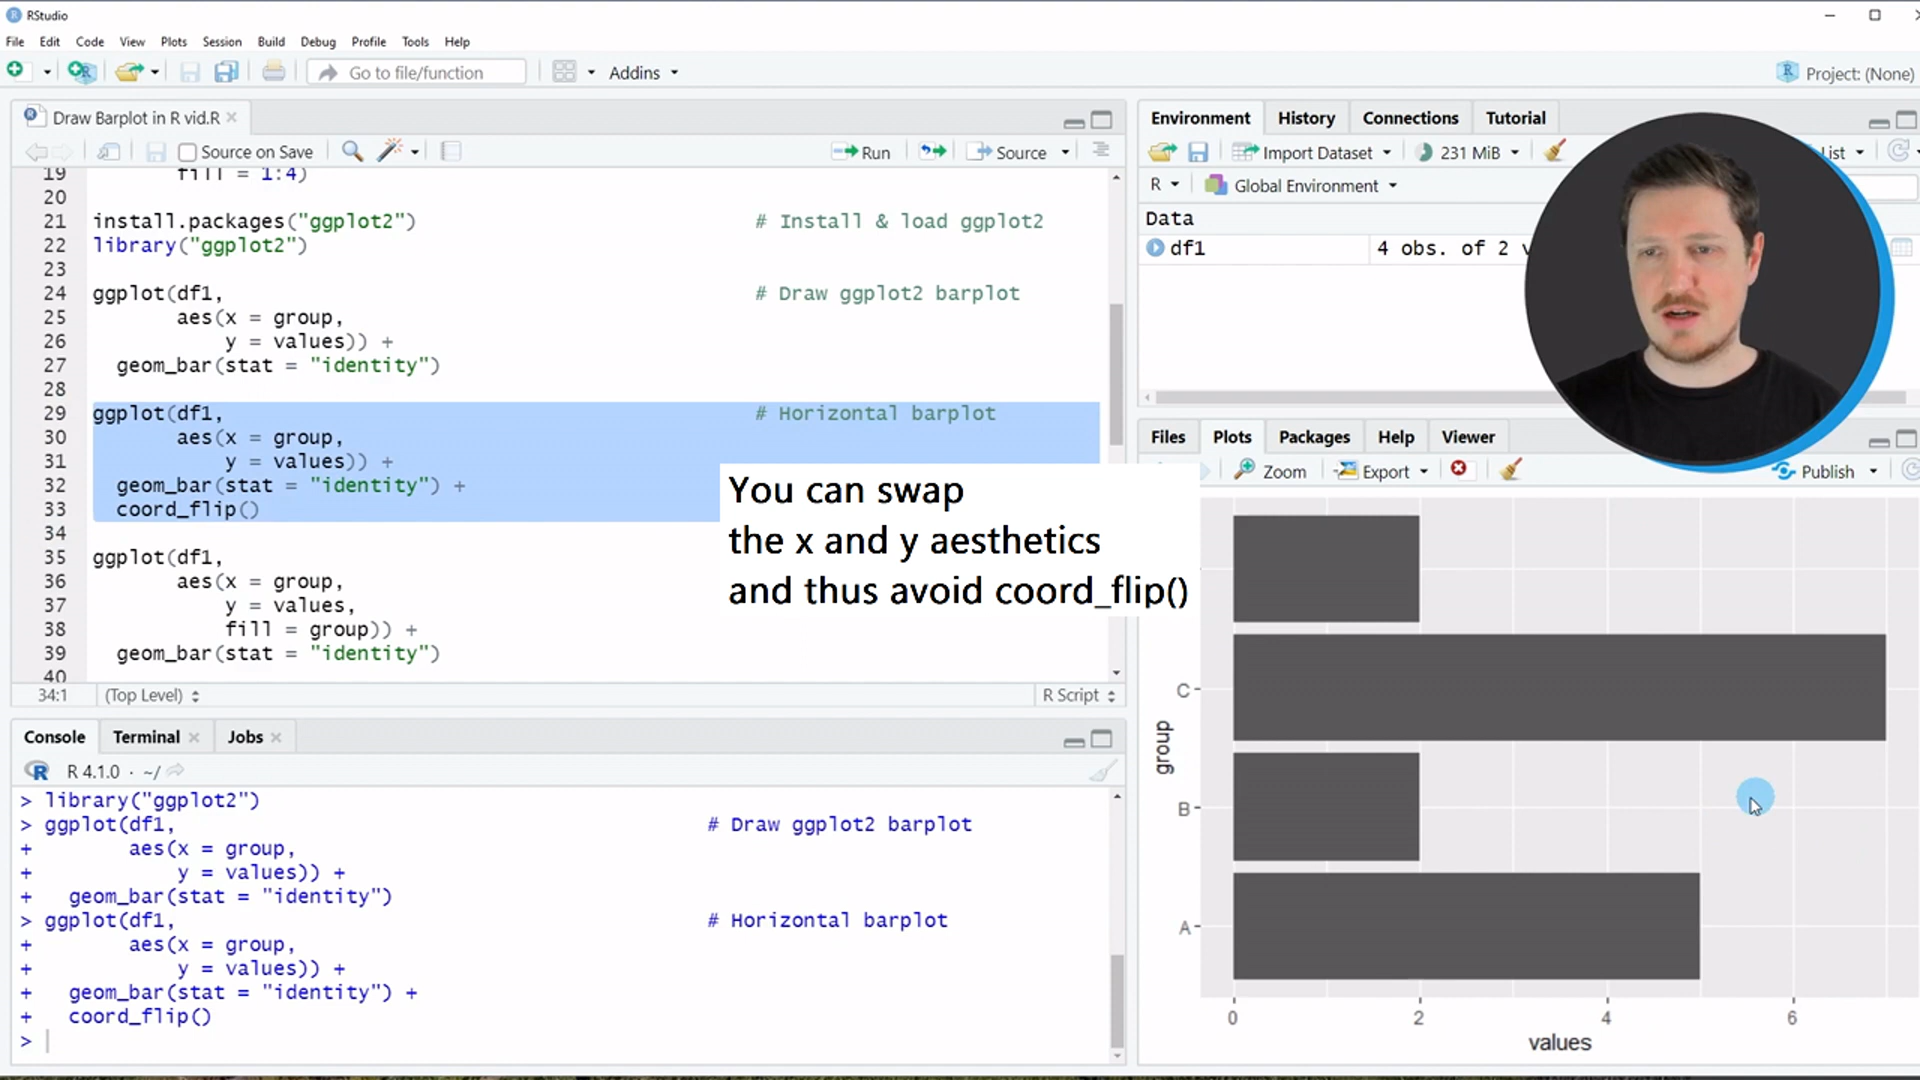 RStudio
File Edit Code View Plots Session Build Debug Profile Tools Help
Go to file/function Addins Project: (None)
Draw Barplot in R vid.R
Source on Save Run Source
19 fill = 1:4)
20
21 install.packages("ggplot2") # Install & load ggplot2
22 library("ggplot2")
23
24 ggplot(df1, # Draw ggplot2 barplot
25 aes(x = group,
26 y = values)) +
27 geom_bar(stat = "identity")
28
29 ggplot(df1, # Horizontal barplot
30 aes(x = group,
31 y = values)) +
32 geom_bar(stat = "identity") +
33 coord_flip()
34
35 ggplot(df1,
36 aes(x = group,
37 y = values,
38 fill = group)) +
39 geom_bar(stat = "identity")
40
34:1 (Top Level) R Script
You can swap
the x and y aesthetics
and thus avoid coord_flip()
Console Terminal Jobs
R 4.1.0 · ~/
> library("ggplot2")
> ggplot(df1, # Draw ggplot2 barplot
+ aes(x = group,
+ y = values)) +
+ geom_bar(stat = "identity")
> ggplot(df1, # Horizontal barplot
+ aes(x = group,
+ y = values)) +
+ geom_bar(stat = "identity") +
+ coord_flip()
>
Environment History Connections Tutorial
Import Dataset 231 MiB List
R Global Environment
Data
df1 4 obs. of 2
Files Plots Packages Help Viewer
Zoom Export Publish
C
B
A
group
0 2 4 6
values